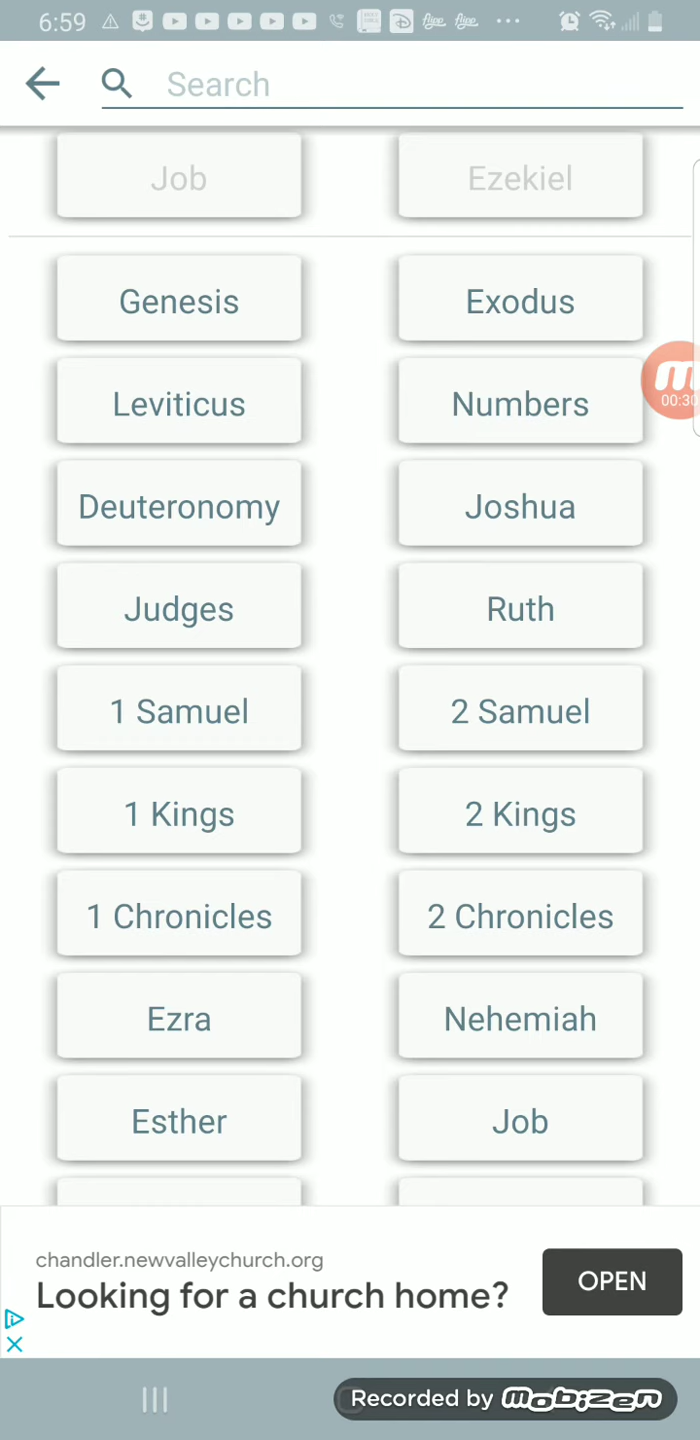 6:59
Search
Job
Ezekiel
Genesis
Exodus
Leviticus
Numbers
Deuteronomy
Joshua
Judges
Ruth
1 Samuel
2 Samuel
1 Kings
2 Kings
1 Chronicles
2 Chronicles
Ezra
Nehemiah
Esther
Job
00:30
chandler.newvalleychurch.org
Looking for a church home?
OPEN
Recorded by mobizen